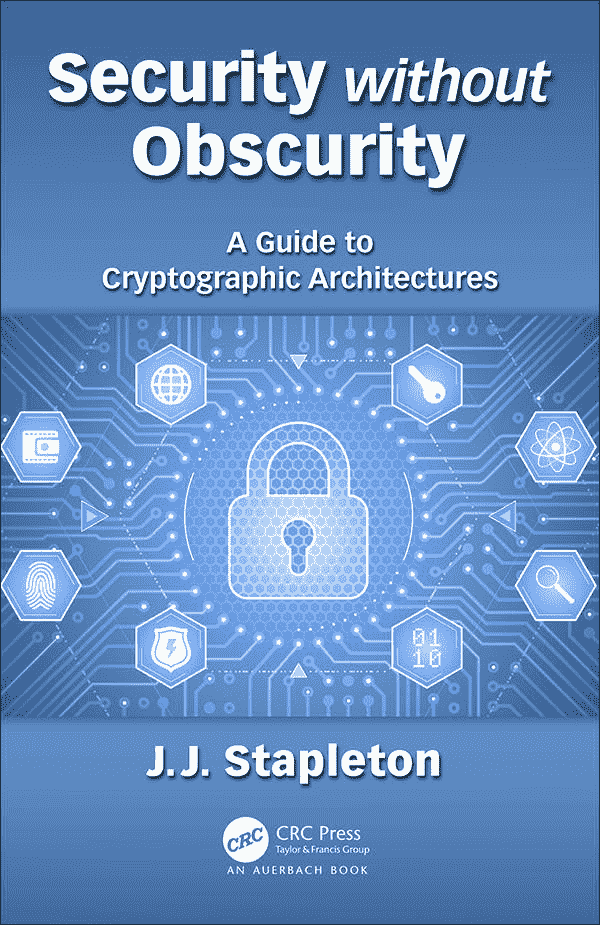 Security without
Obscurity
A Guide to
Cryptographic Architectures
01
10
J.J. Stapleton
CRC
CRC Press
Taylor & Francis Group
AN AUERBACH BOOK